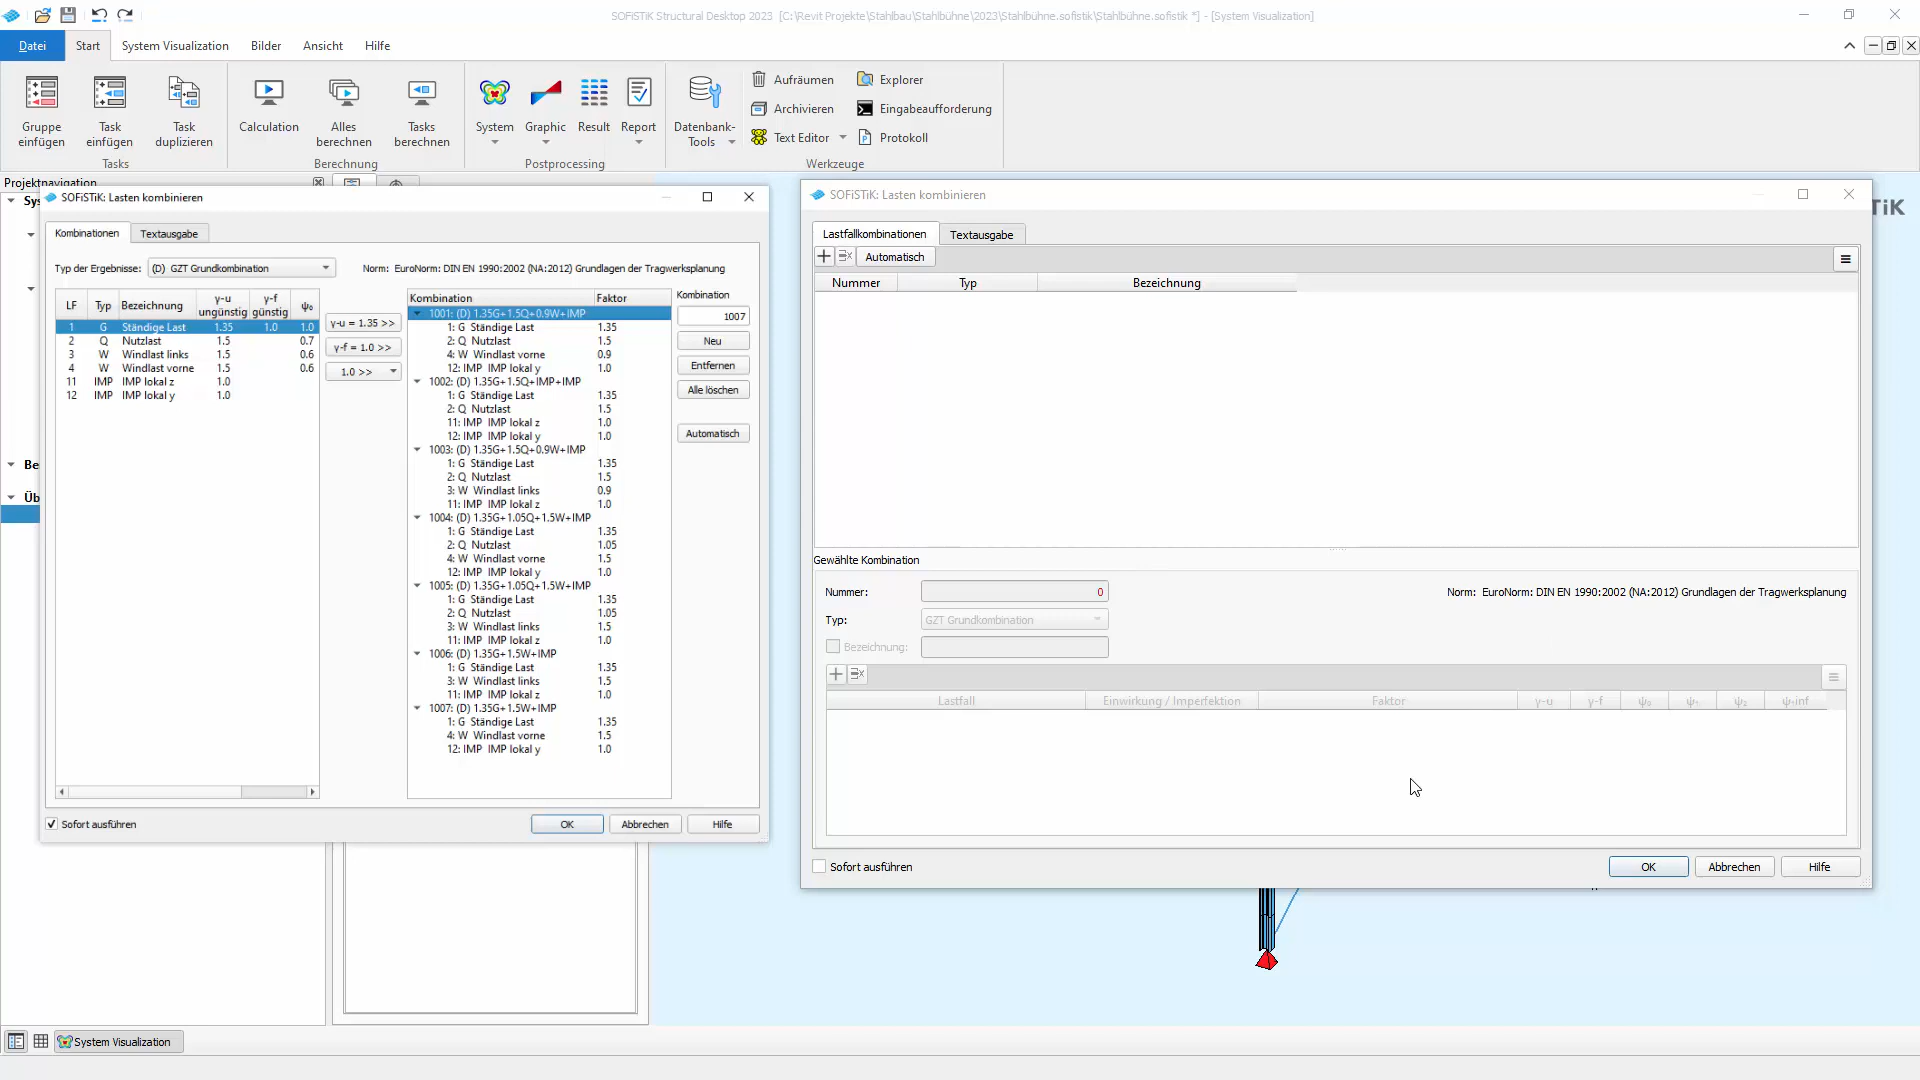 SOFiSTiK Structural Desktop 2023 [C:\Revit Projekte\Stahlbau\Stahlbühne\2023\Stahlbühne.sofistik\Stahlbühne.sofistik *] - [System Visualization]
Datei Start System Visualization Bilder Ansicht Hilfe
Gruppe einfügen
Task einfügen
Task duplizieren
Tasks
Calculation
Alles berechnen
Tasks berechnen
Berechnung
System Graphic Result Report
Postprocessing
Datenbank-Tools
Aufräumen
Archivieren
Text Editor
Explorer
Eingabeaufforderung
Protokoll
Werkzeuge
Projektnavigation
Sys
Be
Üb
SOFiSTiK: Lasten kombinieren
Kombinationen Textausgabe
Typ der Ergebnisse: (D) GZT Grundkombination
Norm: EuroNorm: DIN EN 1990:2002 (NA:2012) Grundlagen der Tragwerksplanung
LF Typ Bezeichnung γ-u ungünstig γ-f günstig ψ₀
1 G Ständige Last 1.35 1.0 1.0
2 Q Nutzlast 1.5 0.7
3 W Windlast links 1.5 0.6
4 W Windlast vorne 1.5 0.6
11 IMP IMP lokal z 1.0
12 IMP IMP lokal y 1.0
γ-u = 1.35 >>
γ-f = 1.0 >>
1.0 >>
Kombination Faktor
1001: (D) 1.35G+1.5Q+0.9W+IMP
1: G Ständige Last 1.35
2: Q Nutzlast 1.5
4: W Windlast vorne 0.9
12: IMP IMP lokal y 1.0
1002: (D) 1.35G+1.5Q+IMP+IMP
1: G Ständige Last 1.35
2: Q Nutzlast 1.5
11: IMP IMP lokal z 1.0
12: IMP IMP lokal y 1.0
1003: (D) 1.35G+1.5Q+0.9W+IMP
1: G Ständige Last 1.35
2: Q Nutzlast 1.5
3: W Windlast links 0.9
11: IMP IMP lokal z 1.0
1004: (D) 1.35G+1.05Q+1.5W+IMP
1: G Ständige Last 1.35
2: Q Nutzlast 1.05
4: W Windlast vorne 1.5
12: IMP IMP lokal y 1.0
1005: (D) 1.35G+1.05Q+1.5W+IMP
1: G Ständige Last 1.35
2: Q Nutzlast 1.05
3: W Windlast links 1.5
11: IMP IMP lokal z 1.0
1006: (D) 1.35G+1.5W+IMP
1: G Ständige Last 1.35
3: W Windlast links 1.5
11: IMP IMP lokal z 1.0
1007: (D) 1.35G+1.5W+IMP
1: G Ständige Last 1.35
4: W Windlast vorne 1.5
12: IMP IMP lokal y 1.0
Kombination
1007
Neu
Entfernen
Alle löschen
Automatisch
Sofort ausführen
OK Abbrechen Hilfe
SOFiSTiK: Lasten kombinieren
Lastfallkombinationen Textausgabe
Automatisch
Nummer Typ Bezeichnung
Gewählte Kombination
Nummer: 0
Norm: EuroNorm: DIN EN 1990:2002 (NA:2012) Grundlagen der Tragwerksplanung
Typ: GZT Grundkombination
Bezeichnung:
Lastfall Einwirkung / Imperfektion Faktor γ-u γ-f ψ₀ ψ₁ ψ₂ ψ₁inf
Sofort ausführen
OK Abbrechen Hilfe
TiK
System Visualization